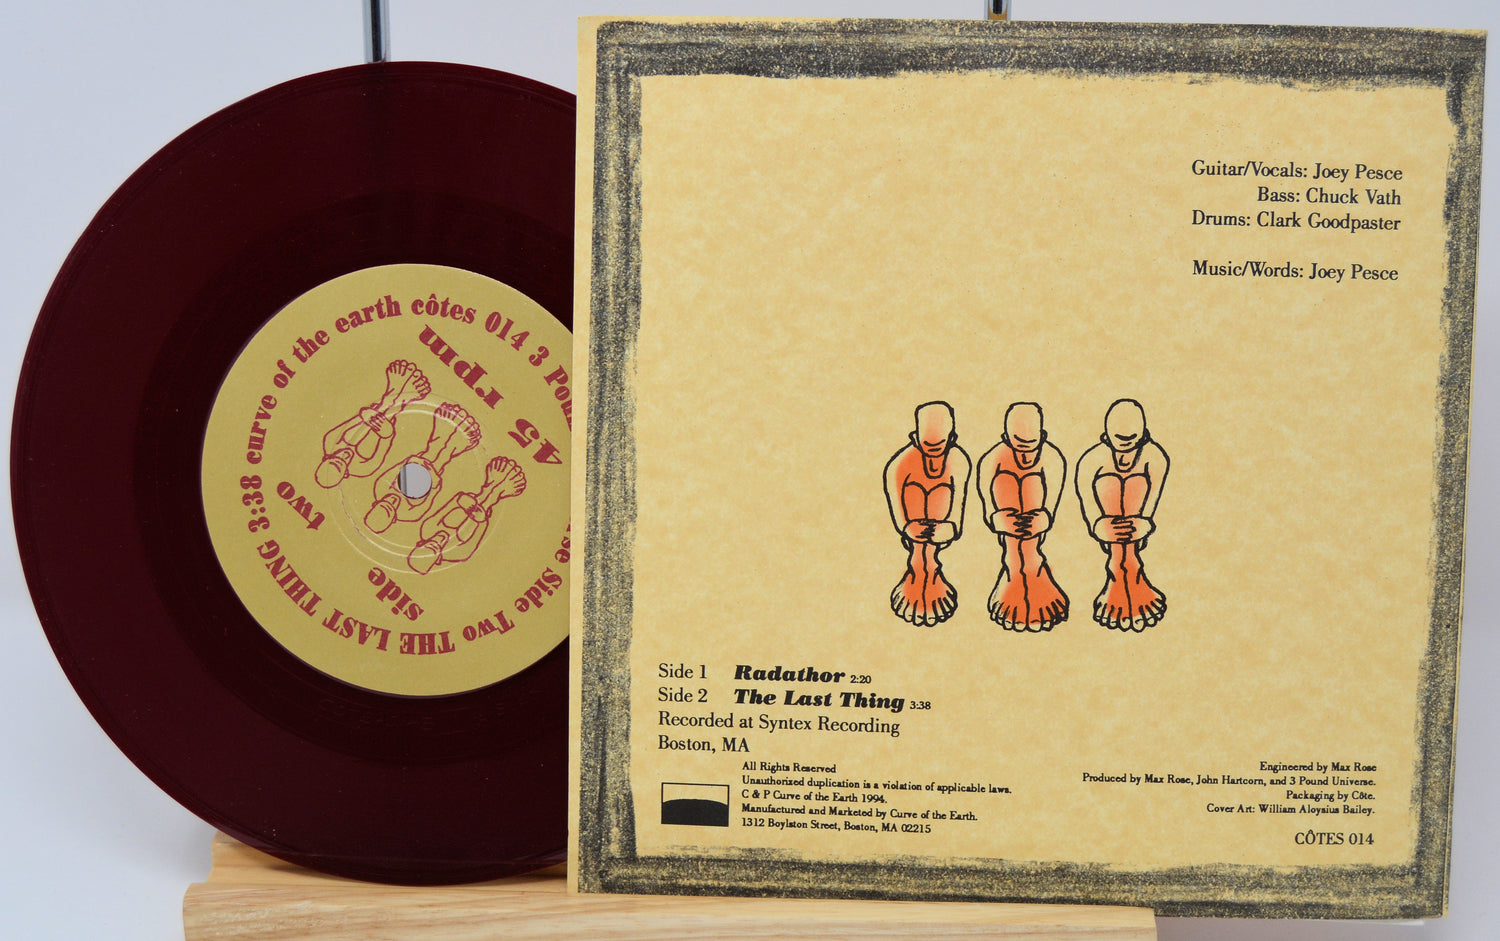 curve of the earth côtes 014 3
45 rpm
side two
Side Two THE LAST THING 3:38
Guitar/Vocals: Joey Pesce
Bass: Chuck Vath
Drums: Clark Goodpaster
Music/Words: Joey Pesce
Side 1 Radathor 2:20
Side 2 The Last Thing 3:38
Recorded at Syntex Recording
Boston, MA
All Rights Reserved
Unauthorized duplication is a violation of applicable laws.
C & P Curve of the Earth 1994.
Manufactured and Marketed by Curve of the Earth.
1312 Boylston Street, Boston, MA 02215
Engineered by Max Rose
Produced by Max Rose, John Hartcorn, and 3 Pound Universe.
Packaging by Côte.
Cover Art: William Aloysius Bailey.
CÔTES 014